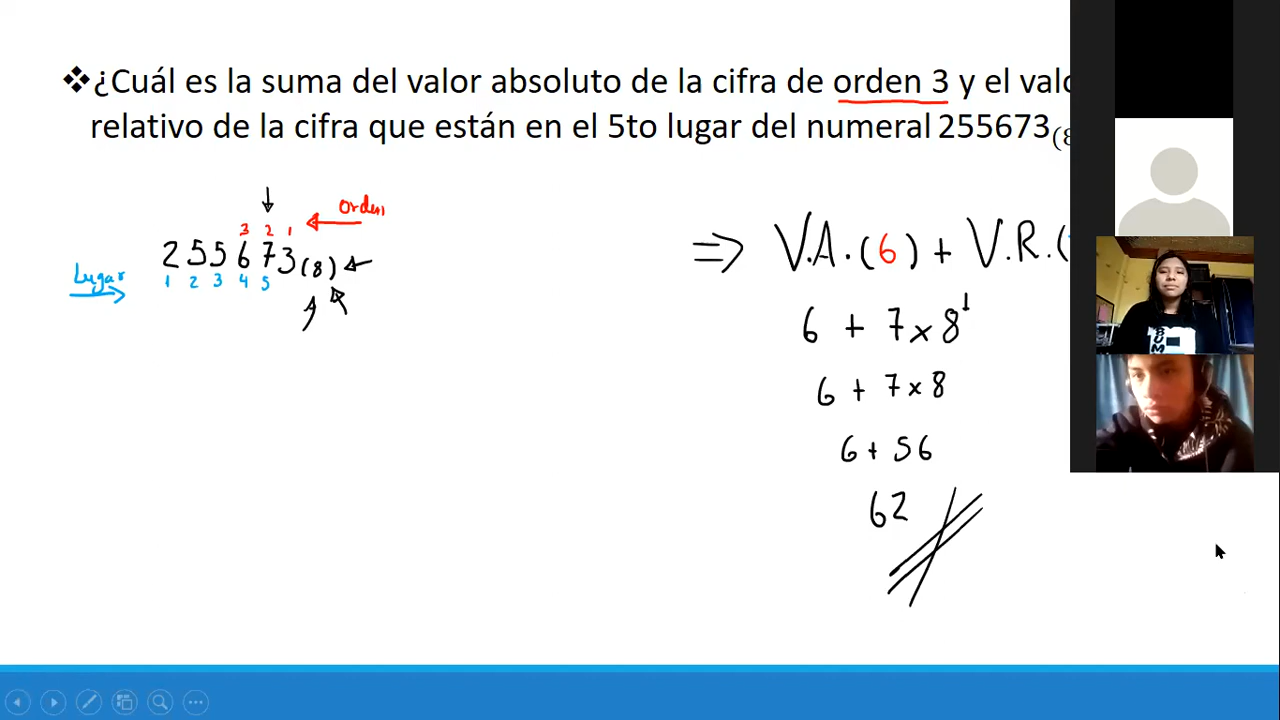 ❖¿Cuál es la suma del valor absoluto de la cifra de orden 3 y el
relativo de la cifra que están en el 5to lugar del numeral 255673(8
Orden
3 2 1
255673(8)
Lugar
1 2 3 4 5
⇒ V.A.(6) + V.R.(
6 + 7x8¹
6 + 7x8
6 + 56
62